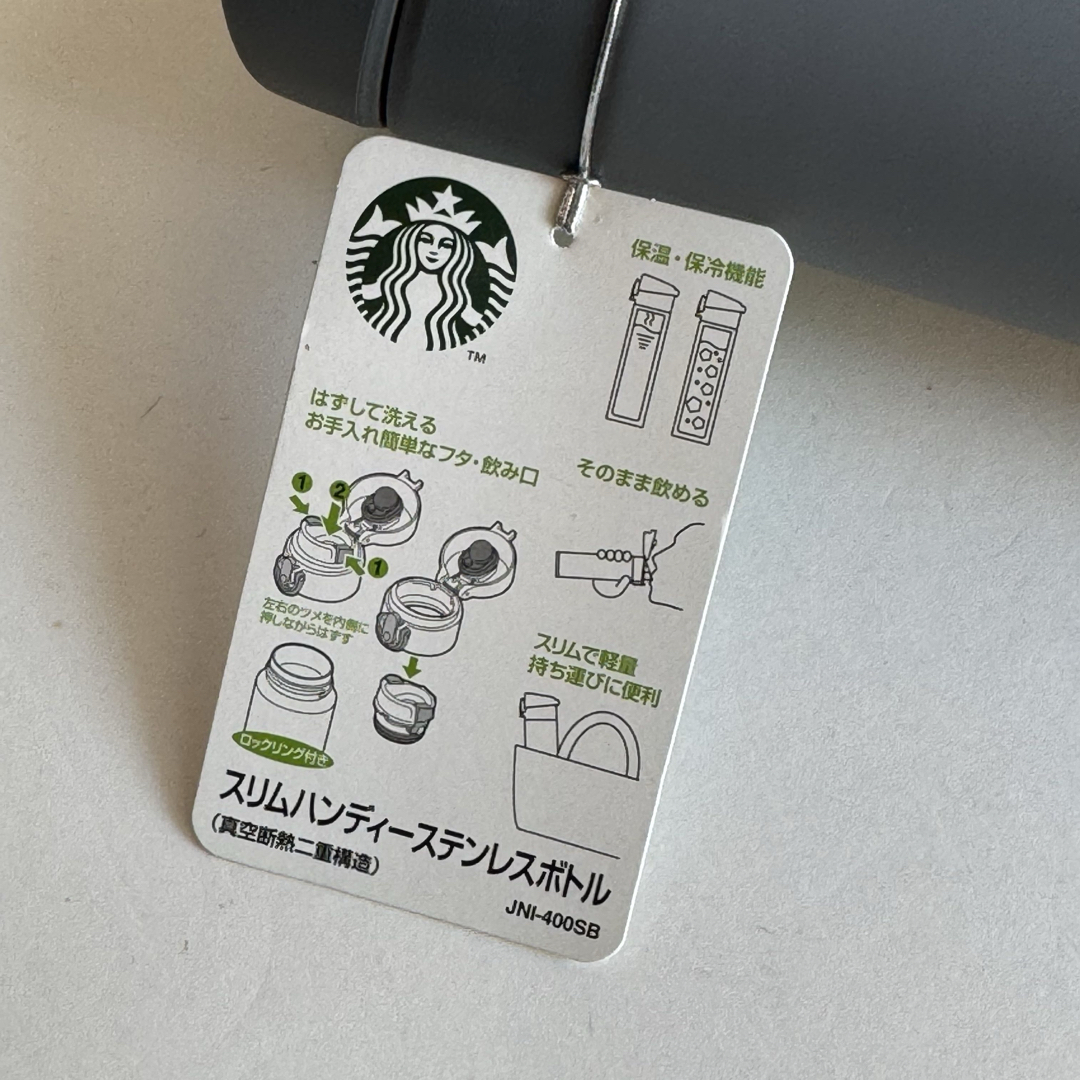 TM
保温・保冷機能
はずして洗える
お手入れ簡単なフタ・飲み口
1
2
1
左右のツメを内側に
押しながらはずす
ロックリング付き
そのまま飲める
スリムで軽量
持ち運びに便利
スリムハンディーステンレスボトル
(真空断熱二重構造)
JNI-400SB